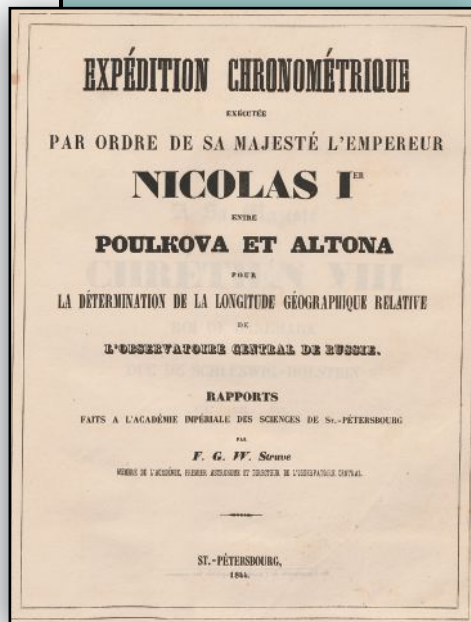 EXPÉDITION CHRONOMÉTRIQUE
EXÉCUTÉE
PAR ORDRE DE SA MAJESTÉ L'EMPEREUR
NICOLAS I<sup>ER</sup>
ENTRE
POULKOVA ET ALTONA
POUR
LA DÉTERMINATION DE LA LONGITUDE GÉOGRAPHIQUE RELATIVE
DE
L'OBSERVATOIRE CENTRAL DE RUSSIE.
RAPPORTS
FAITS A L'ACADÉMIE IMPÉRIALE DES SCIENCES DE ST.-PÉTERSBOURG
PAR
F. G. W. Struve
MEMBRE DE L'ACADÉMIE, PREMIER ASTRONOME ET DIRECTEUR DE L'OBSERVATOIRE CENTRAL.
ST.-PÉTERSBOURG,
1844.